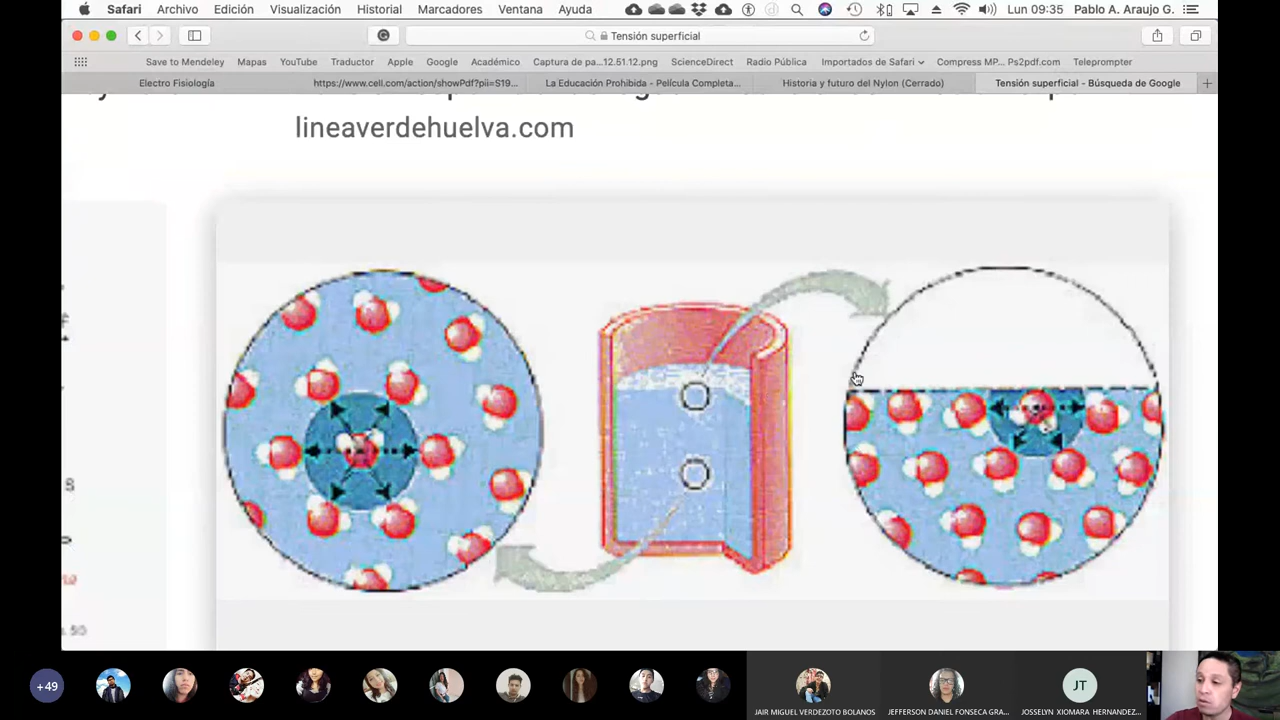 Safari Archivo Edición Visualización Historial Marcadores Ventana Ayuda Lun 09:35 Pablo A. Araujo G.
Tensión superficial
Save to Mendeley Mapas YouTube Traductor Apple Google Académico Captura de pa...12.51.12.png ScienceDirect Radio Pública Importados de Safari Compress MP... Ps2pdf.com Teleprompter
Electro Fisiología https://www.cell.com/action/showPdf?pii=S19... La Educación Prohibida - Película Completa... Historia y futuro del Nylon (Cerrado) Tensión superficial - Búsqueda de Google
lineaverdehuelva.com
+49 JT
JAIR MIGUEL VERDEZOTO BOLANOS JEFFERSON DANIEL FONSECA GRA... JOSSELYN XIOMARA HERNANDEZ...